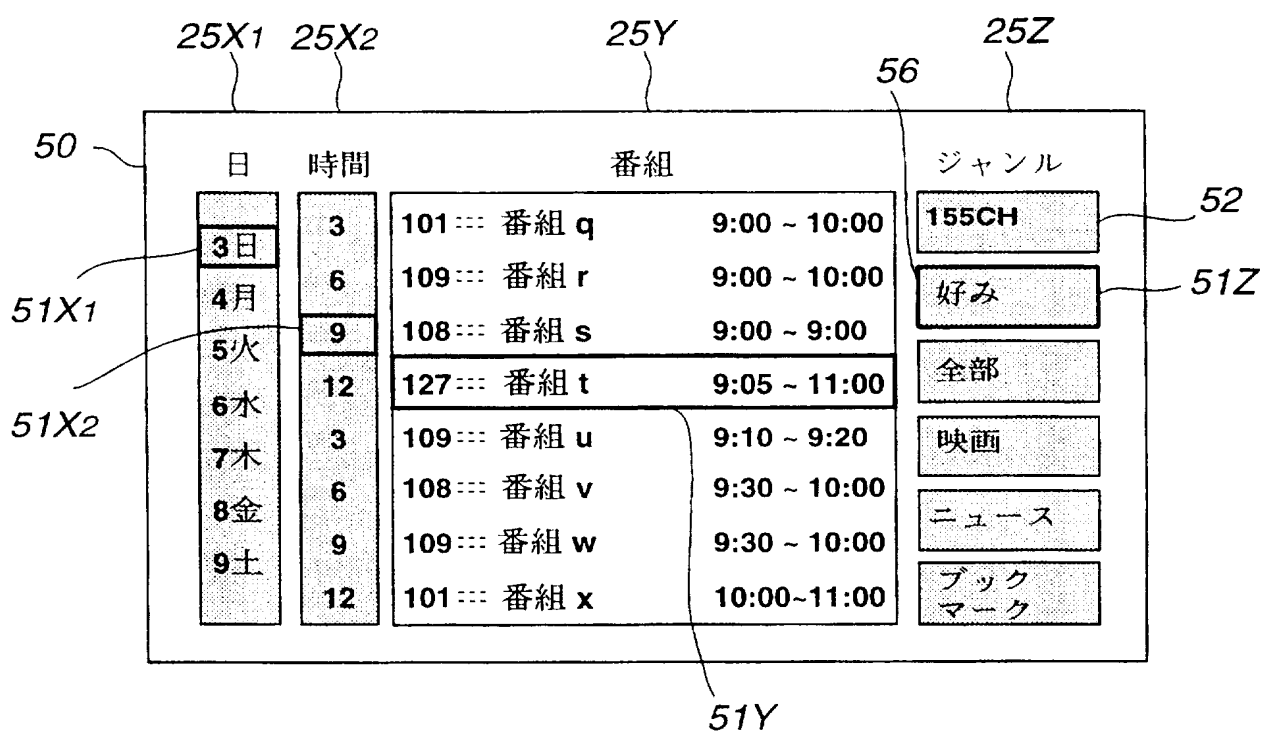 25X1 25X2 25Y 25Z
56
50
日 時間 番組 ジャンル
3 101 ::: 番組 q 9:00 ~ 10:00 155CH 52
3日
6 109 ::: 番組 r 9:00 ~ 10:00 好み 51Z
4月
51X1
9 108 ::: 番組 s 9:00 ~ 9:00
5火
12 127 ::: 番組 t 9:05 ~ 11:00 全部
6水
51X2
3 109 ::: 番組 u 9:10 ~ 9:20 映画
7木
6 108 ::: 番組 v 9:30 ~ 10:00
8金 ニュース
9 109 ::: 番組 w 9:30 ~ 10:00
9土
12 101 ::: 番組 x 10:00~11:00 ブック
マーク
51Y